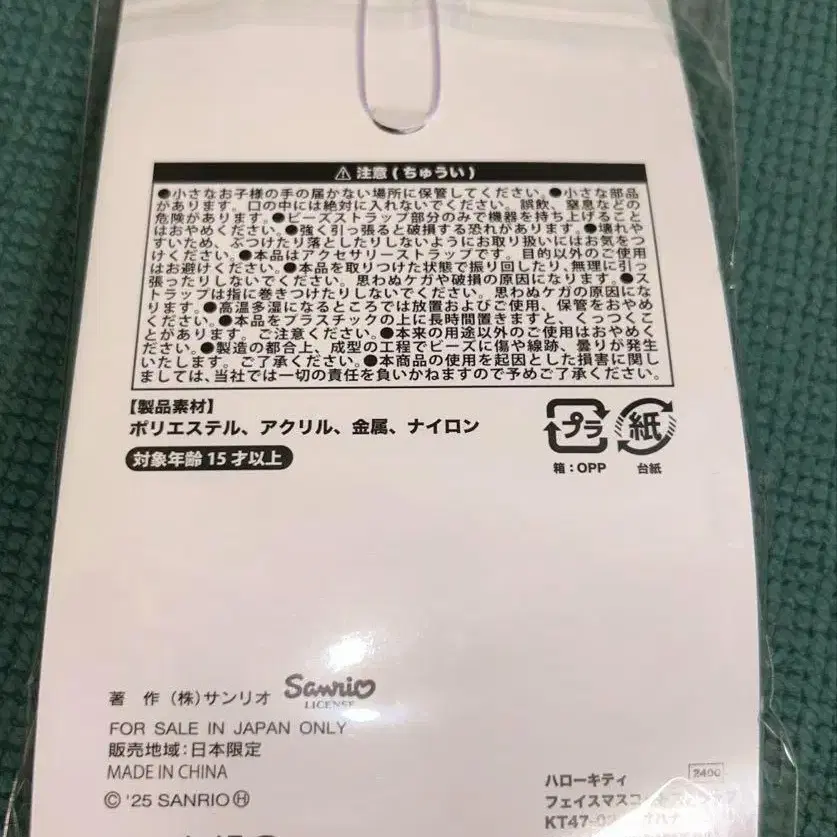 ⚠ 注意(ちゅうい)
●小さなお子様の手の届かない場所に保管してください。●小さな部品
があります。口の中には絶対に入れないでください。誤飲、窒息などの
危険があります。●ビーズストラップ部分のみで機器を持ち上げること
はおやめください。●強く引っ張ると破損する恐れがあります。●壊れや
すいため、ぶつけたり落としたりしないようにお取り扱いにはお気をつ
けください。●本品はアクセサリーストラップです。目的以外のご使用
はお避けください。●本品を取りつけた状態で振り回したり、無理に引っ
張ったりしないでください。思わぬケガや破損の原因になります。●ス
トラップは指に巻きつけたりしないでください。思わぬケガの原因にな
ります。●高温多湿になるところでは放置およびご使用、保管をおやめ
ください。●本品をプラスチックの上に長時間置きますと、くっつくこ
とがあります。ご注意ください。●本来の用途以外のご使用はおやめく
ださい。●製造の都合上、成型の工程でビーズに傷や線跡、曇りが発生
いたします。ご了承ください。●本商品の使用を起因とした損害に関し
ましては、当社では一切の責任を負いかねますので予めご了承ください。
【製品素材】
ポリエステル、アクリル、金属、ナイロン
対象年齢15才以上
プラ 紙
箱:OPP 台紙
著 作 (株)サンリオ Sanrio
LICENSE
FOR SALE IN JAPAN ONLY
販売地域:日本限定
MADE IN CHINA
© '25 SANRIO Ⓗ
2400
ハローキティ
フェイスマスコ
KT47-0